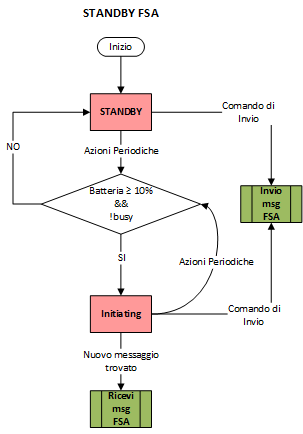 STANDBY FSA
Inizio
STANDBY
Comando di
Invio
NO
Azioni Periodiche
Batteria ≥ 10%
&&
!busy
Invio
msg
FSA
SI
Azioni Periodiche
Initiating
Comando di
Invio
Nuovo messaggio
trovato
Ricevi
msg
FSA